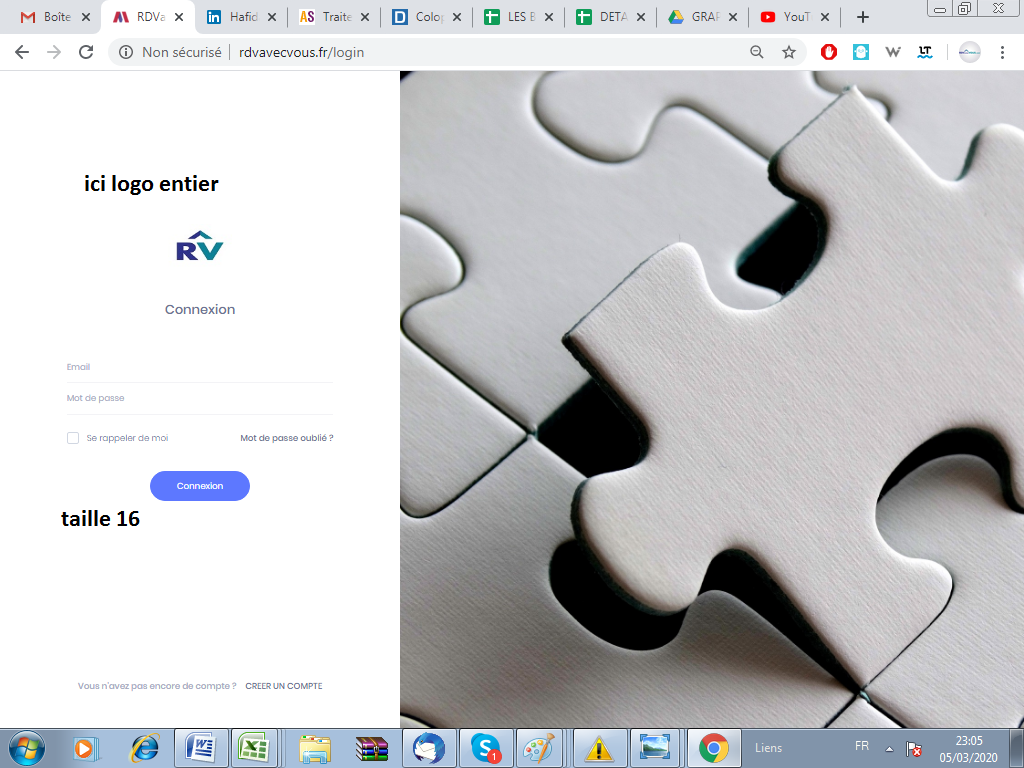 Boîte
RDVa
Hafid
Traite
Colop
LES B
DETA
GRAF
YouT
Non sécurisé
rdvavecvous.fr/login
ici logo entier
RV
Connexion
Email
Mot de passe
Se rappeler de moi
Mot de passe oublié ?
Connexion
taille 16
Vous n'avez pas encore de compte ? CREER UN COMPTE
Liens
FR
23:05
05/03/2020